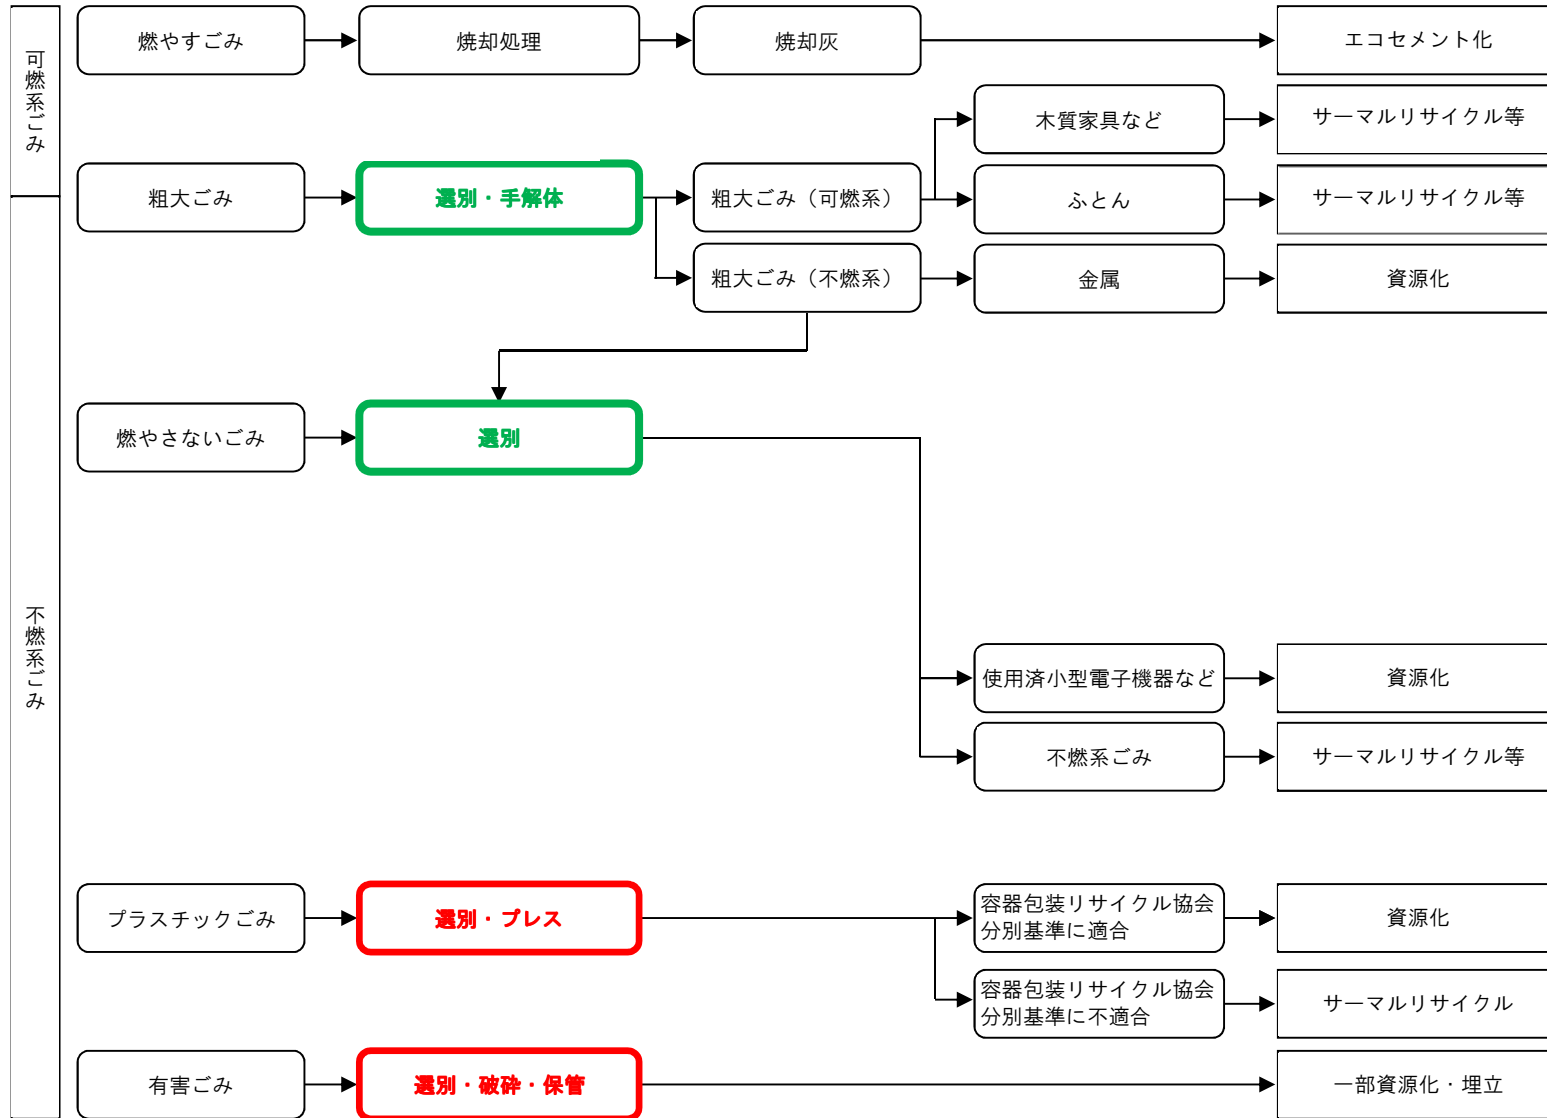 可燃系ごみ
燃やすごみ
焼却処理
焼却灰
エコセメント化
木質家具など
サーマルリサイクル等
粗大ごみ
選別・手解体
粗大ごみ（可燃系）
ふとん
サーマルリサイクル等
粗大ごみ（不燃系）
金属
資源化
不燃系ごみ
燃やさないごみ
選別
使用済小型電子機器など
資源化
不燃系ごみ
サーマルリサイクル等
プラスチックごみ
選別・プレス
容器包装リサイクル協会
分別基準に適合
資源化
容器包装リサイクル協会
分別基準に不適合
サーマルリサイクル
有害ごみ
選別・破砕・保管
一部資源化・埋立